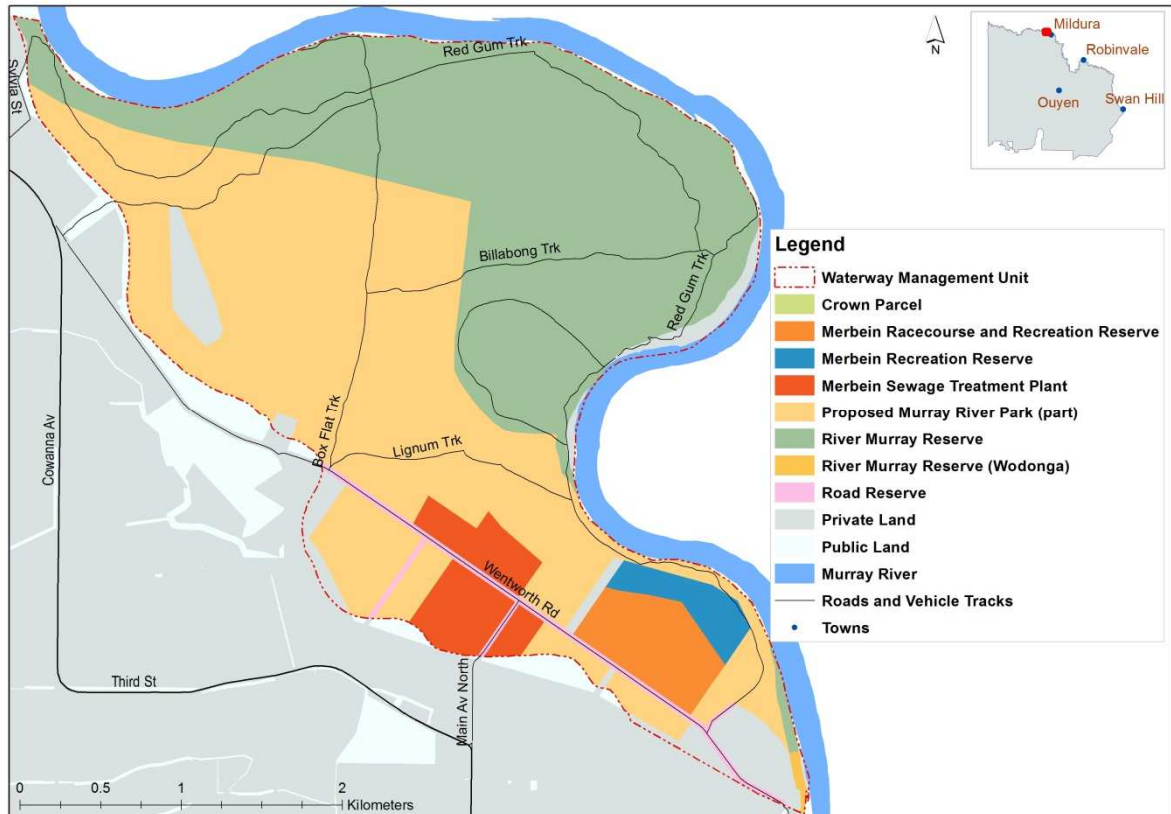 Red Gum Trk
N
Mildura
Robinvale
Ouyen
Swan Hill
Sylvia St
Billabong Trk
Red Gum Trk
Cowanna Av
Box Flat Trk
Lignum Trk
Wentworth Rd
Third St
Main Av North
0 0.5 1 2
Kilometers
Legend
Waterway Management Unit
Crown Parcel
Merbein Racecourse and Recreation Reserve
Merbein Recreation Reserve
Merbein Sewage Treatment Plant
Proposed Murray River Park (part)
River Murray Reserve
River Murray Reserve (Wodonga)
Road Reserve
Private Land
Public Land
Murray River
Roads and Vehicle Tracks
Towns